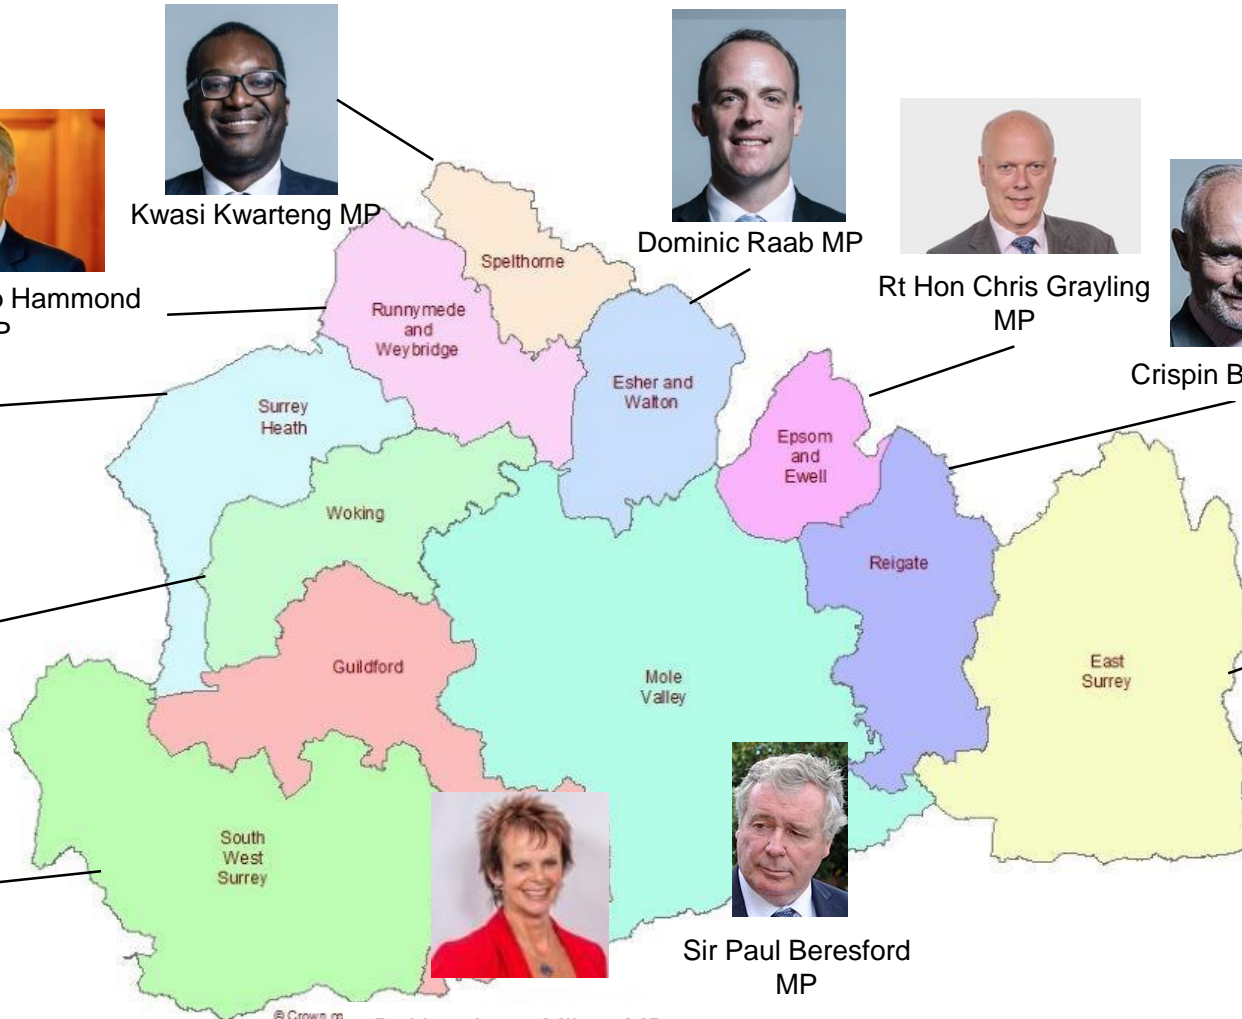 Kwasi Kwarteng MP
Dominic Raab MP
Rt Hon Chris Grayling
MP
Hammond
Crispin B
Spelthorne
Runnymede
and
Weybridge
Esher and
Walton
Surrey
Heath
Epsom
and
Ewell
Woking
Reigate
Guildford
Mole
Valley
East
Surrey
South
West
Surrey
Sir Paul Beresford
MP
© Crown